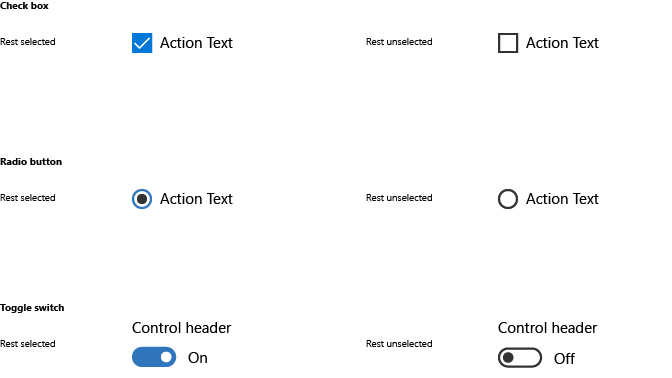 Check box
Rest selected
Action Text
Rest unselected
Action Text
Radio button
Rest selected
Action Text
Rest unselected
Action Text
Toggle switch
Rest selected
Control header
On
Rest unselected
Control header
Off